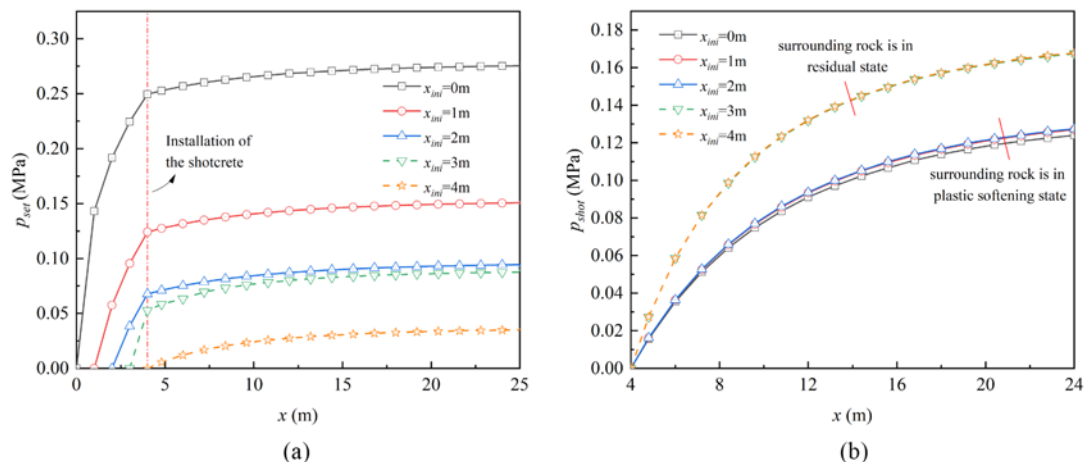 0.30
0.25
0.20
0.15
0.10
0.05
0.00
p_set (MPa)
x_ini=0m
x_ini=1m
x_ini=2m
x_ini=3m
x_ini=4m
Installation of
the shotcrete
0 5 10 15 20 25
x (m)
(a)
0.18
0.16
0.14
0.12
0.10
0.08
0.06
0.04
0.02
0.00
p_shot (MPa)
x_ini=0m
x_ini=1m
x_ini=2m
x_ini=3m
x_ini=4m
surrounding rock is in
residual state
surrounding rock is in
plastic softening state
4 8 12 16 20 24
x (m)
(b)